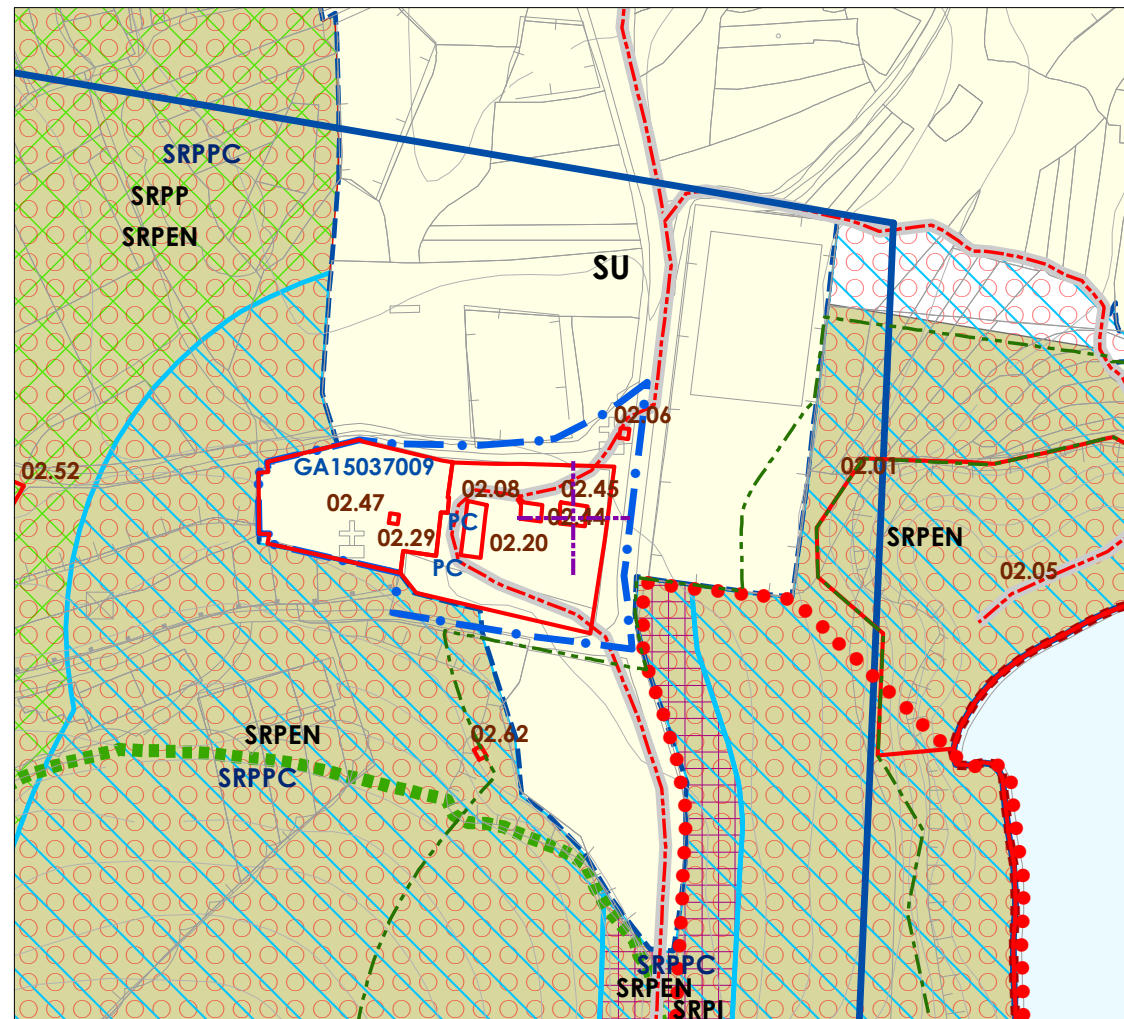 SRPPC
SRPP
SRPEN
SU
02.06
02.52
GA15037009
02.01
02.47
02.08
02.45
PC
02.44
02.29
02.20
SRPEN
PC
02.05
SRPEN
02.62
SRPPC
SRPPC
SRPEN
SRPI